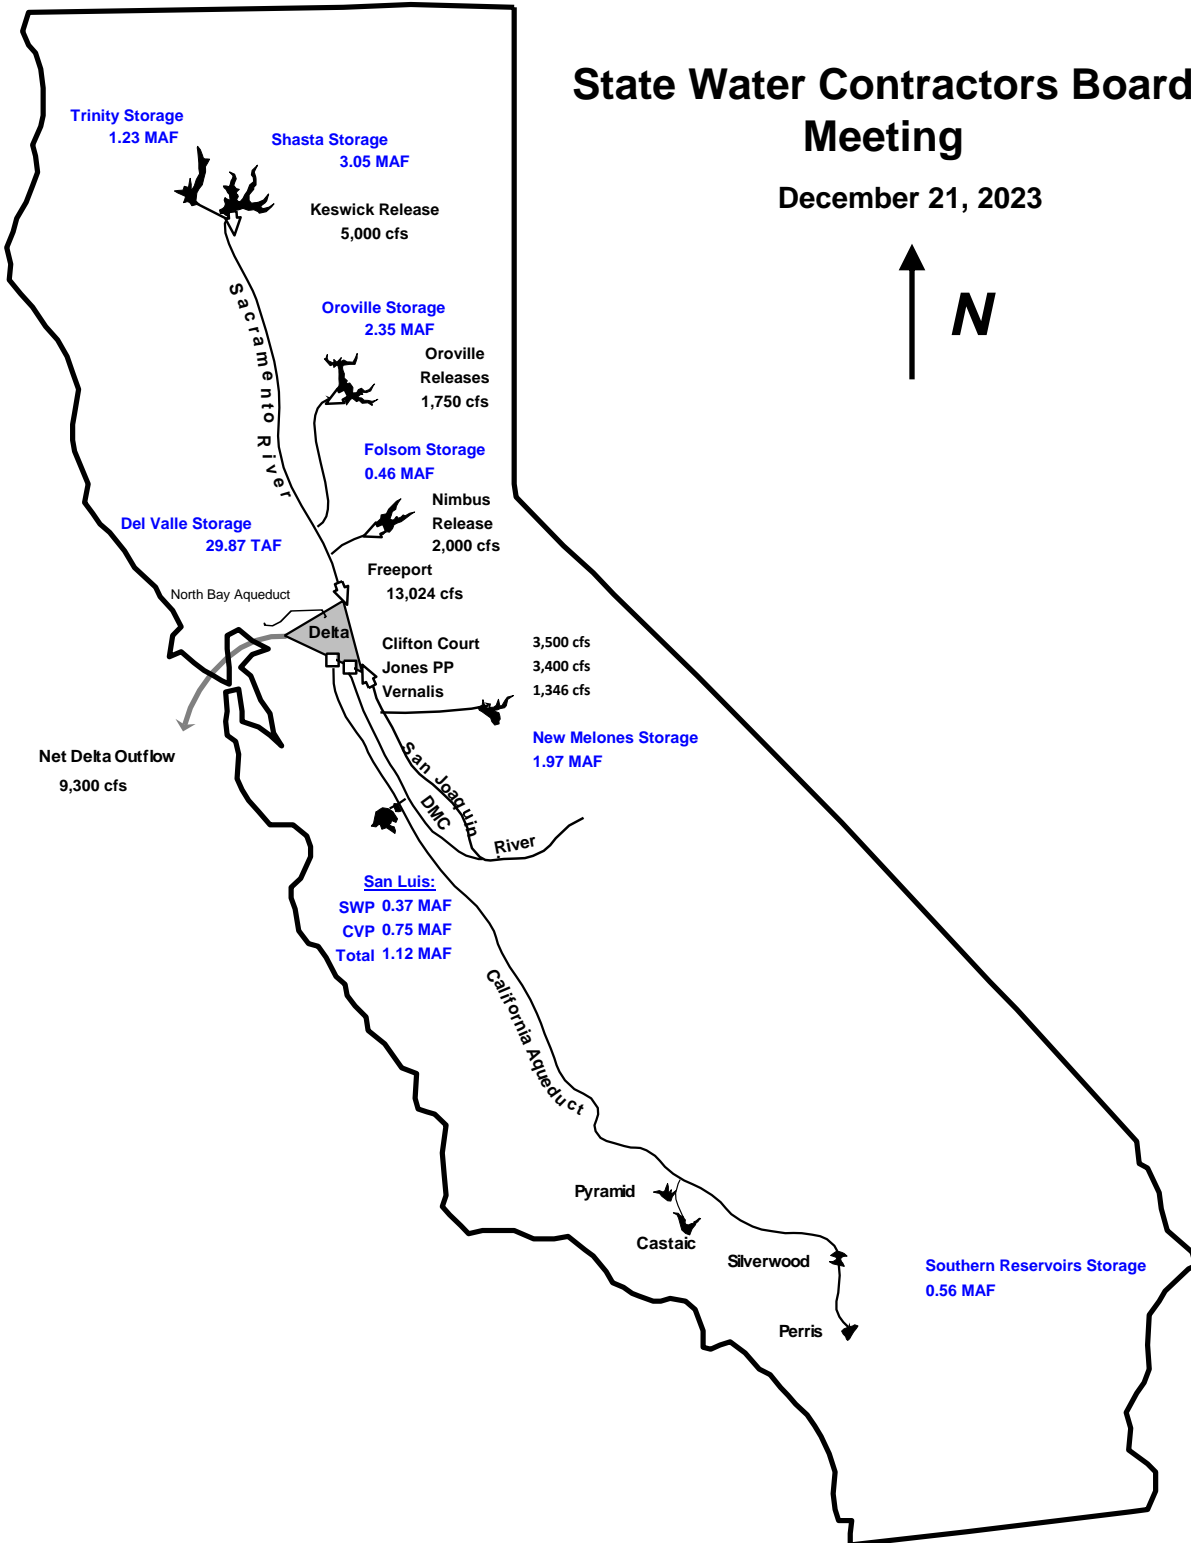 State Water Contractors Board
Meeting
December 21, 2023
N
Trinity Storage
1.23 MAF
Shasta Storage
3.05 MAF
Keswick Release
5,000 cfs
Sacramento River
Oroville Storage
2.35 MAF
Oroville
Releases
1,750 cfs
Folsom Storage
0.46 MAF
Nimbus
Release
2,000 cfs
Del Valle Storage
29.87 TAF
Freeport
13,024 cfs
North Bay Aqueduct
Delta
Clifton Court 3,500 cfs
Jones PP 3,400 cfs
Vernalis 1,346 cfs
New Melones Storage
1.97 MAF
Net Delta Outflow
9,300 cfs
San Joaquin River
DMC
San Luis:
SWP 0.37 MAF
CVP 0.75 MAF
Total 1.12 MAF
California Aqueduct
Pyramid
Castaic
Silverwood
Perris
Southern Reservoirs Storage
0.56 MAF